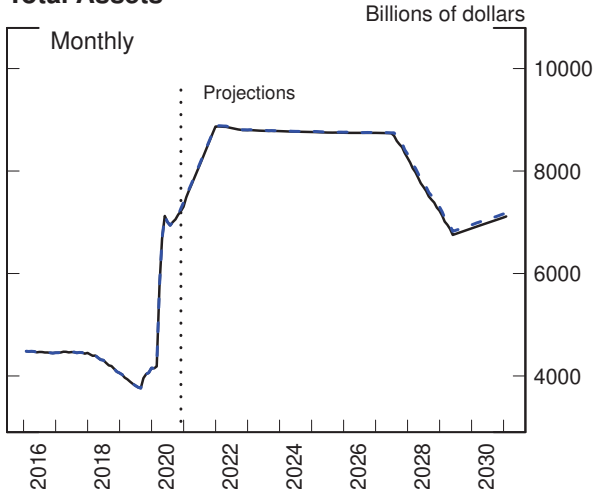 Total Assets
Billions of dollars
Monthly
Projections
10000
8000
6000
4000
2016 2018 2020 2022 2024 2026 2028 2030